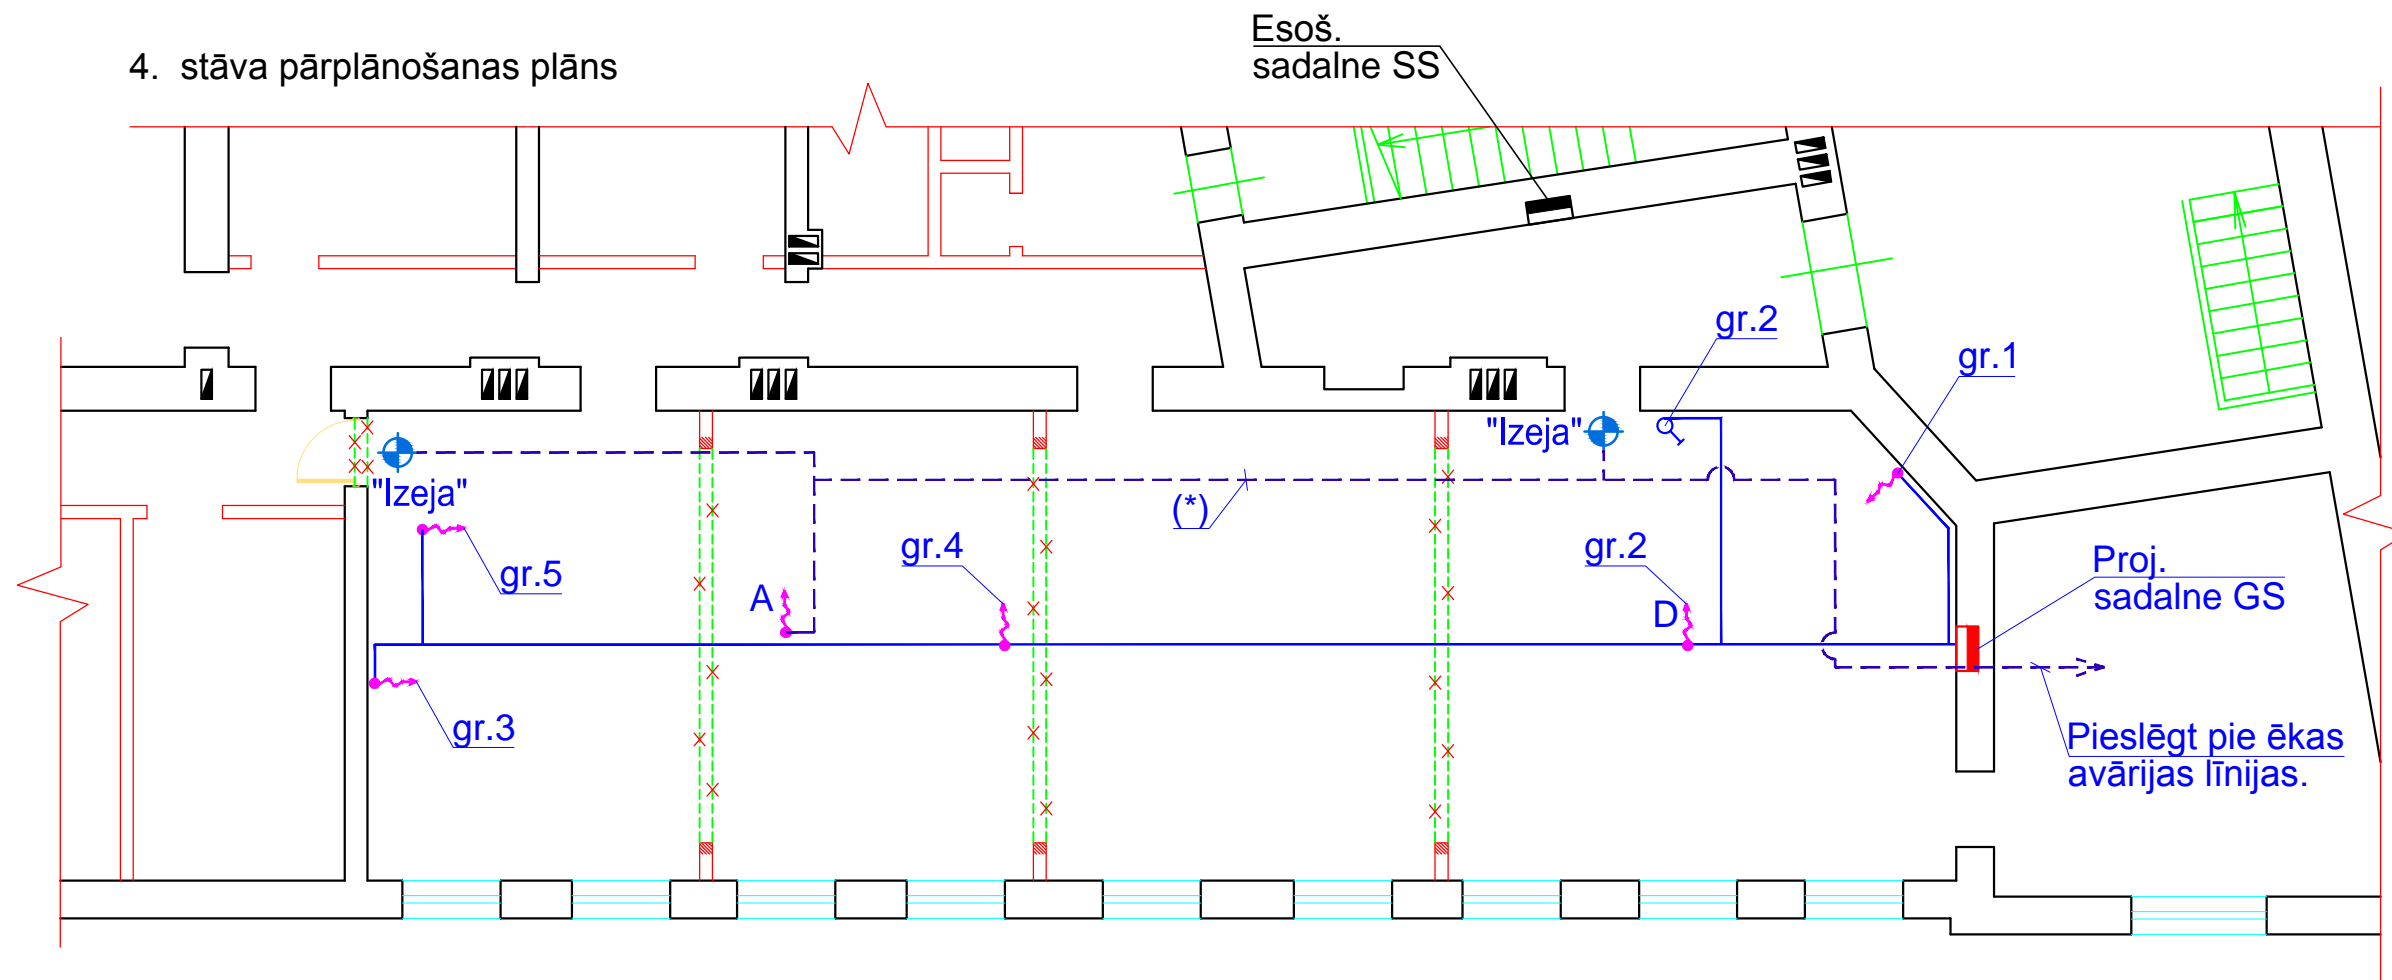 Esoš.
sadalne SS
4. stāva pārplānošanas plāns
gr.2
gr.1
"Izeja"
"Izeja"
(*)
gr.5
gr.4
gr.2
A
D
Proj.
sadalne GS
gr.3
Pieslēgt pie ēkas
avārijas līnijas.